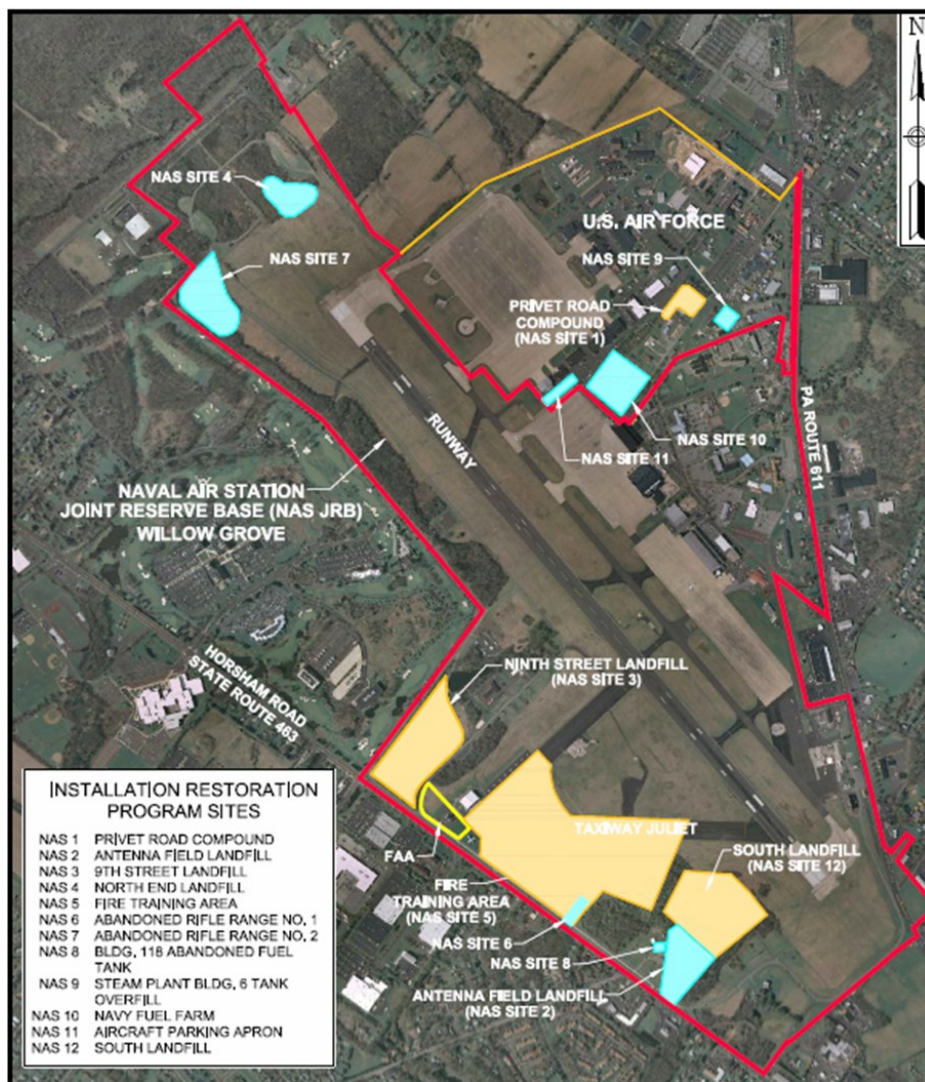 N
NAS SITE 4
U.S. AIR FORCE
NAS SITE 7
NAS SITE 9
PRIVET ROAD
COMPOUND
(NAS SITE 1)
NAS SITE 10
NAS SITE 11
PA ROUTE 611
RUNWAY
NAVAL AIR STATION
JOINT RESERVE BASE (NAS JRB)
WILLOW GROVE
HORSHAM ROAD
STATE ROUTE 463
NINTH STREET LANDFILL
(NAS SITE 3)
TAXIWAY JULIET
SOUTH LANDFILL
(NAS SITE 12)
FAA
FIRE
TRAINING AREA
(NAS SITE 5)
NAS SITE 6
NAS SITE 8
ANTENNA FIELD LANDFILL
(NAS SITE 2)
INSTALLATION RESTORATION
PROGRAM SITES
NAS 1 PRIVET ROAD COMPOUND
NAS 2 ANTENNA FIELD LANDFILL
NAS 3 9TH STREET LANDFILL
NAS 4 NORTH END LANDFILL
NAS 5 FIRE TRAINING AREA
NAS 6 ABANDONED RIFLE RANGE NO. 1
NAS 7 ABANDONED RIFLE RANGE NO. 2
NAS 8 BLDG. 118 ABANDONED FUEL
TANK
NAS 9 STEAM PLANT BLDG. 6 TANK
OVERFILL
NAS 10 NAVY FUEL FARM
NAS 11 AIRCRAFT PARKING APRON
NAS 12 SOUTH LANDFILL